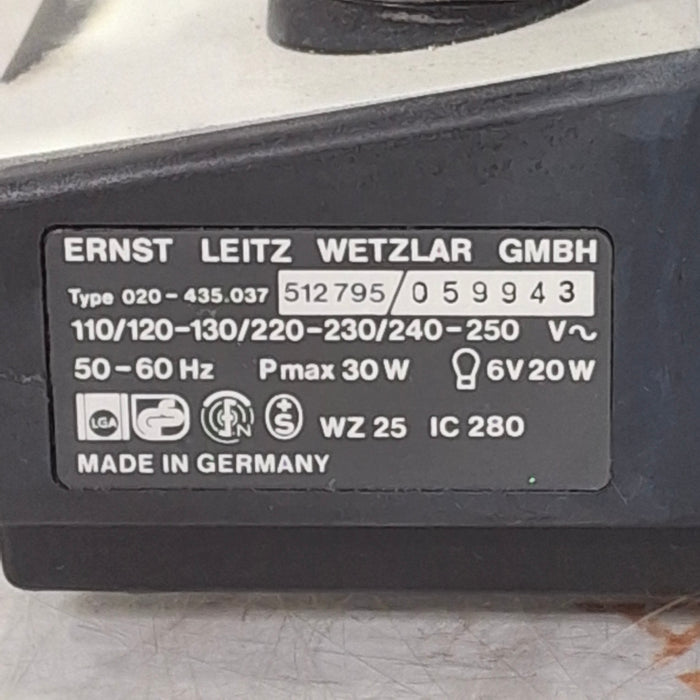 ERNST LEITZ WETZLAR GMBH
Type 020-435.037 512795/059943
110/120-130/220-230/240-250 V~
50-60 Hz Pmax 30 W 6V 20 W
LGA GS N +S WZ 25 IC 280
MADE IN GERMANY